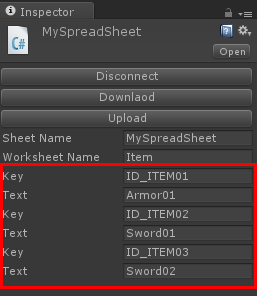 Inspector
MySpreadSheet
C#
Open
Disconnect
Downlaod
Upload
Sheet Name MySpreadSheet
Worksheet Name Item
Key ID_ITEM01
Text Armor01
Key ID_ITEM02
Text Sword01
Key ID_ITEM03
Text Sword02